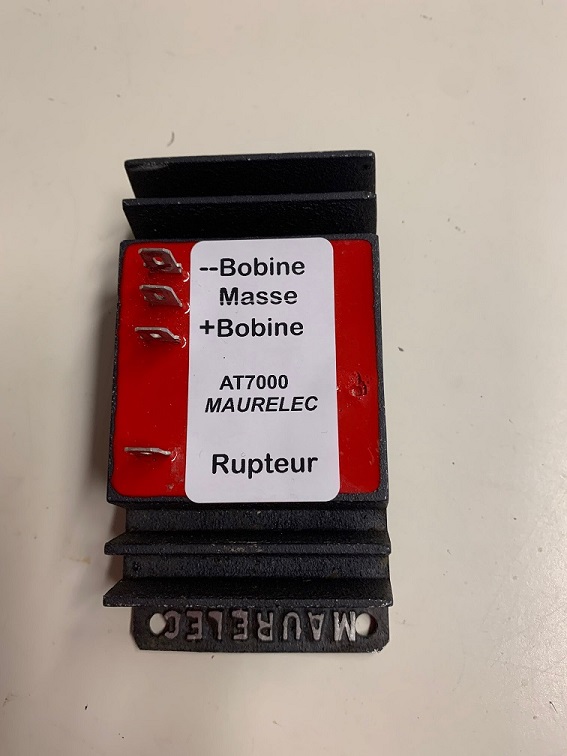 --Bobine
Masse
+Bobine
AT7000
MAURELEC
Rupteur
MAURELEC